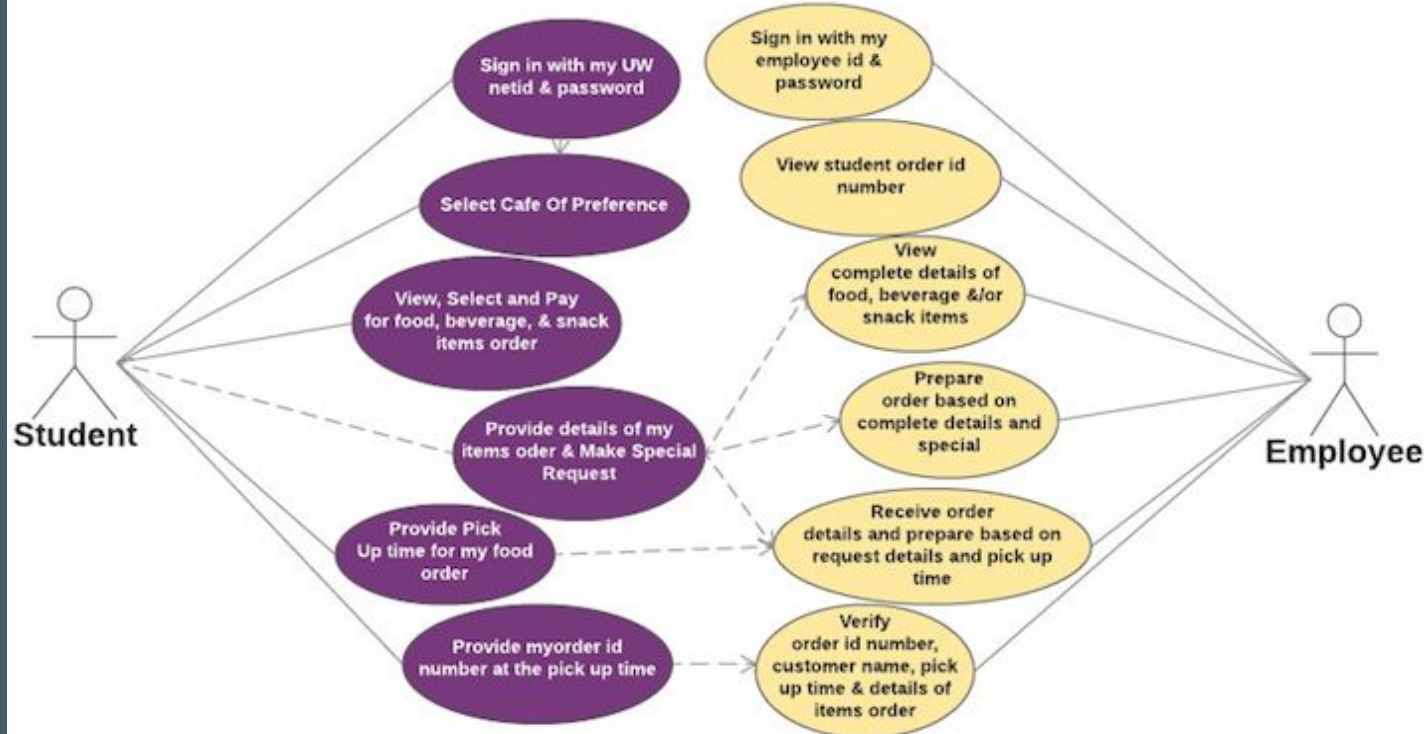 Sign in with my UW
netid & password
Select Cafe Of Preference
View, Select and Pay
for food, beverage, & snack
items order
Provide details of my
items oder & Make Special
Request
Provide Pick
Up time for my food
order
Provide myorder id
number at the pick up time
Student
Sign in with my
employee id &
password
View student order id
number
View
complete details of
food, beverage &/or
snack items
Prepare
order based on
complete details and
special
Receive order
details and prepare based on
request details and pick up
time
Verify
order id number,
customer name, pick
up time & details of
items order
Employee